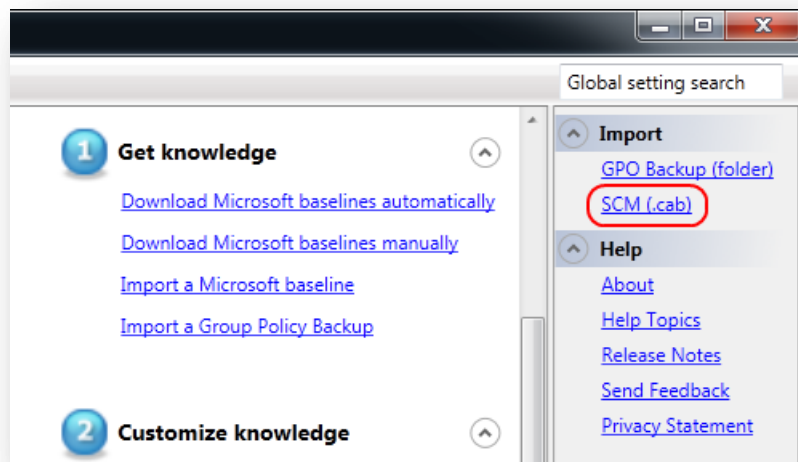 Global setting search
1 Get knowledge
Download Microsoft baselines automatically
Download Microsoft baselines manually
Import a Microsoft baseline
Import a Group Policy Backup
2 Customize knowledge
Import
GPO Backup (folder)
SCM (.cab)
Help
About
Help Topics
Release Notes
Send Feedback
Privacy Statement